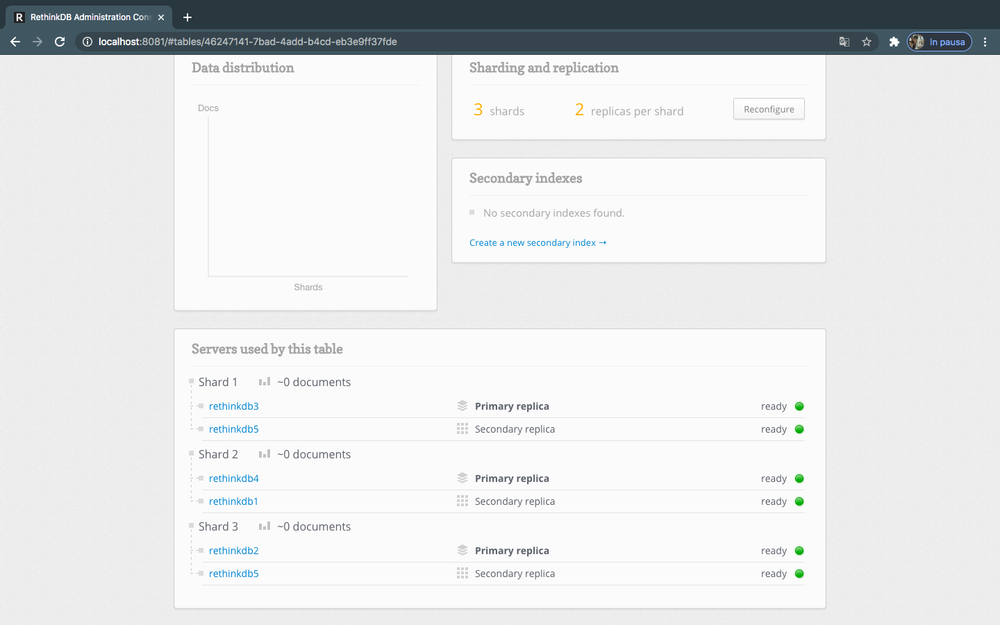 RethinkDB Administration Cons
localhost:8081/#tables/46247141-7bad-4add-b4cd-eb3e9ff37fde
In pausa
Data distribution
Docs
Shards
Sharding and replication
3 shards
2 replicas per shard
Reconfigure
Secondary indexes
No secondary indexes found.
Create a new secondary index →
Servers used by this table
Shard 1 ~0 documents
rethinkdb3 Primary replica ready
rethinkdb5 Secondary replica ready
Shard 2 ~0 documents
rethinkdb4 Primary replica ready
rethinkdb1 Secondary replica ready
Shard 3 ~0 documents
rethinkdb2 Primary replica ready
rethinkdb5 Secondary replica ready